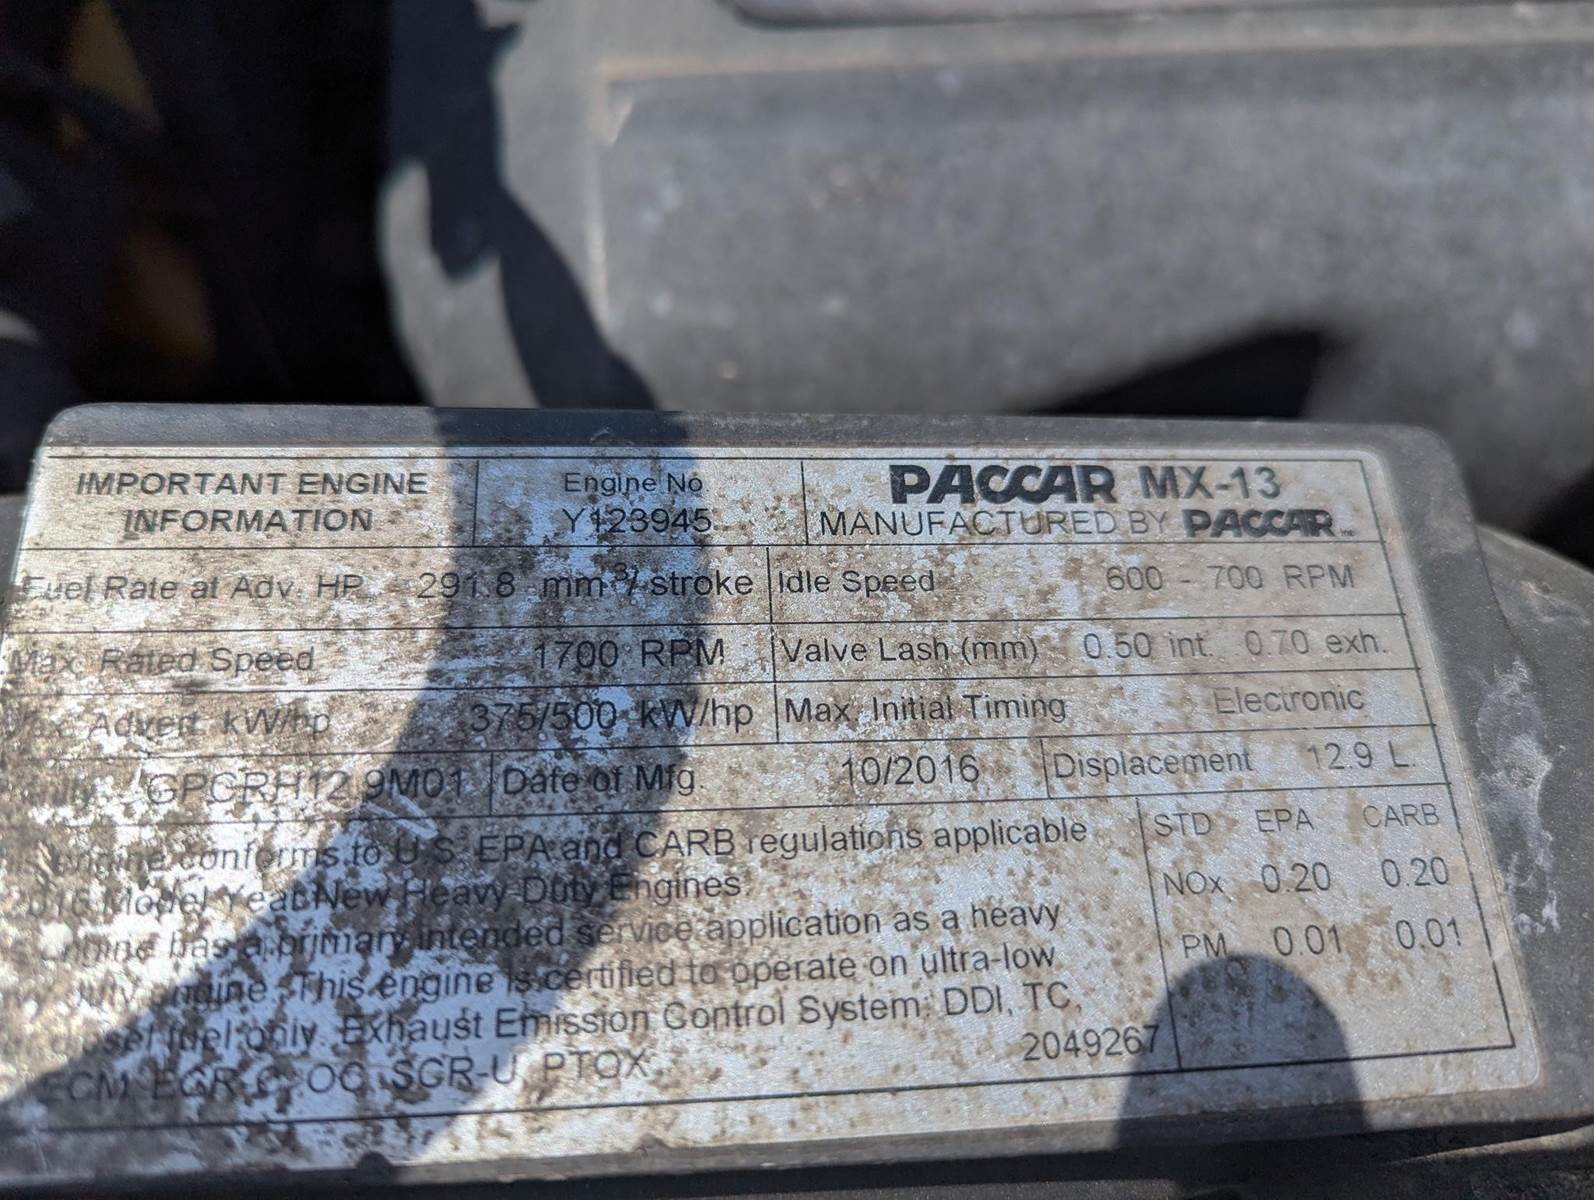 IMPORTANT ENGINE
INFORMATION
Engine No
Y123945
PACCAR MX-13
MANUFACTURED BY PACCAR
Fuel Rate at Adv. HP 291.8 mm³/ stroke
Idle Speed 600 - 700 RPM
Max. Rated Speed 1700 RPM
Valve Lash (mm) 0.50 int. 0.70 exh.
Advert. kW/hp 375/500 kW/hp
Max. Initial Timing Electronic
GPCRH12.9M01
Date of Mfg. 10/2016
Displacement 12.9 L.
engine conforms to U.S. EPA and CARB regulations applicable
2016 Model Year New Heavy Duty Engines.
engine has a primary intended service application as a heavy
duty engine. This engine is certified to operate on ultra-low
fuel only. Exhaust Emission Control System: DDI, TC,
ECM, EGR-C, OC, SCR-U, PTOX
2049267
STD EPA CARB
NOx 0.20 0.20
PM 0.01 0.01